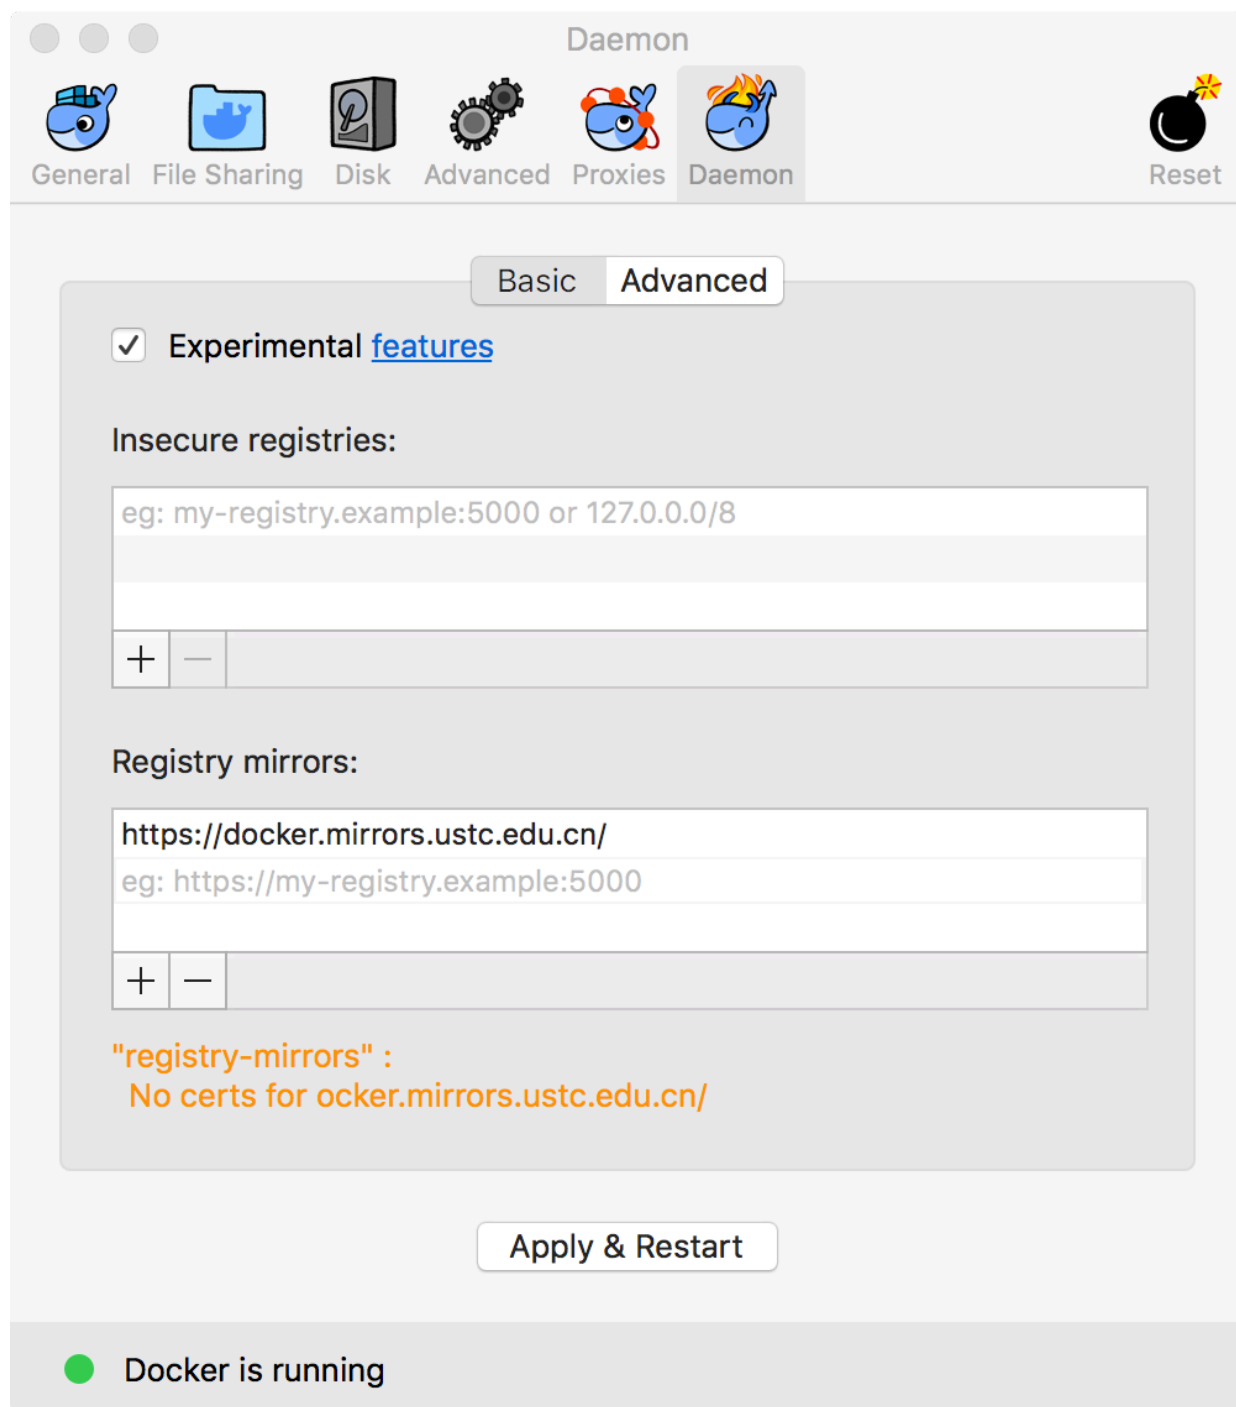 Daemon
General File Sharing Disk Advanced Proxies Daemon Reset
Basic Advanced
Experimental features
Insecure registries:
eg: my-registry.example:5000 or 127.0.0.0/8
Registry mirrors:
https://docker.mirrors.ustc.edu.cn/
eg: https://my-registry.example:5000
"registry-mirrors" :
No certs for ocker.mirrors.ustc.edu.cn/
Apply & Restart
Docker is running